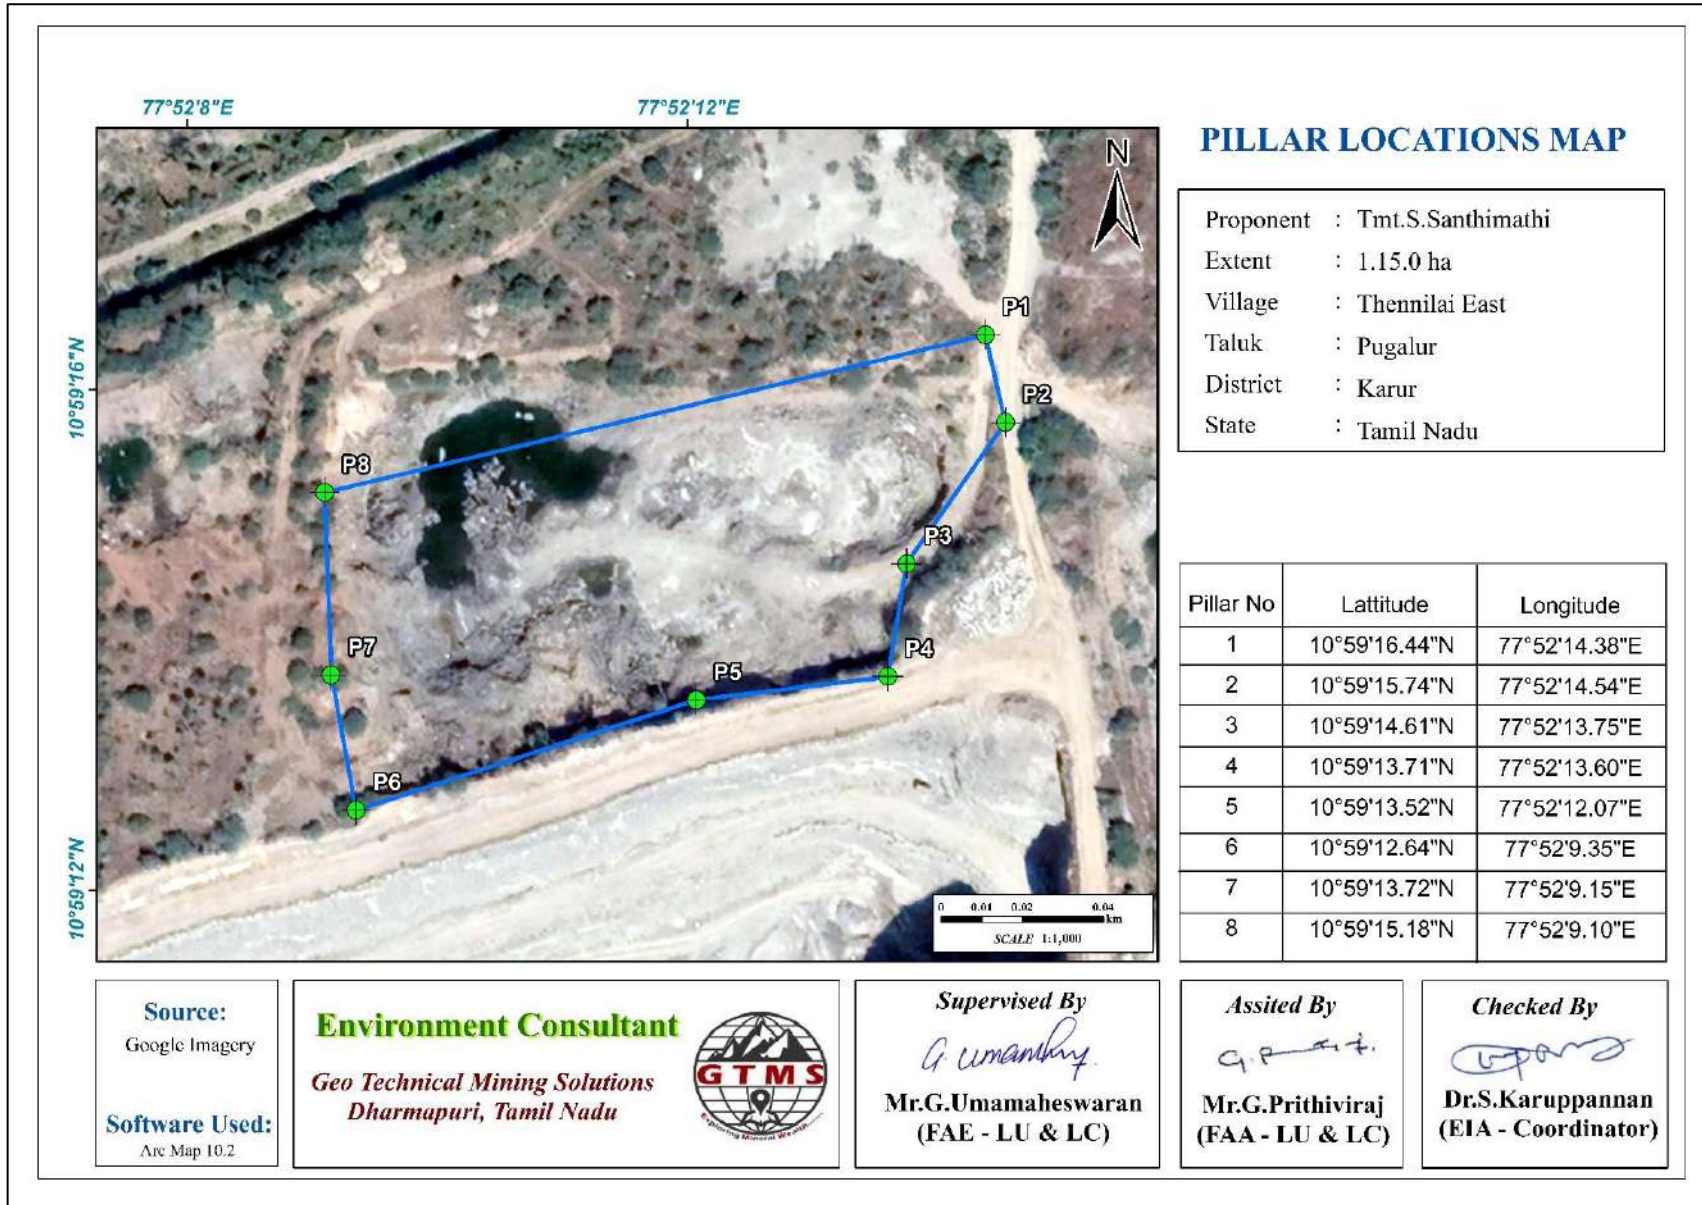 77°52'8"E
77°52'12"E
10°59'16"N
10°59'12"N
N
P1
P2
P3
P4
P5
P6
P7
P8
0 0.01 0.02 0.04
km
SCALE 1:1,000
PILLAR LOCATIONS MAP
Proponent : Tmt.S.Santhimathi
Extent : 1.15.0 ha
Village : Thennilai East
Taluk : Pugalur
District : Karur
State : Tamil Nadu
Pillar No Lattitude Longitude
1 10°59'16.44"N 77°52'14.38"E
2 10°59'15.74"N 77°52'14.54"E
3 10°59'14.61"N 77°52'13.75"E
4 10°59'13.71"N 77°52'13.60"E
5 10°59'13.52"N 77°52'12.07"E
6 10°59'12.64"N 77°52'9.35"E
7 10°59'13.72"N 77°52'9.15"E
8 10°59'15.18"N 77°52'9.10"E
Source:
Google Imagery
Software Used:
Arc Map 10.2
Environment Consultant
Geo Technical Mining Solutions
Dharmapuri, Tamil Nadu
GTMS
Exploring Mineral Wealth
Supervised By
Mr.G.Umamaheswaran
(FAE - LU & LC)
Assited By
Mr.G.Prithiviraj
(FAA - LU & LC)
Checked By
Dr.S.Karuppannan
(EIA - Coordinator)